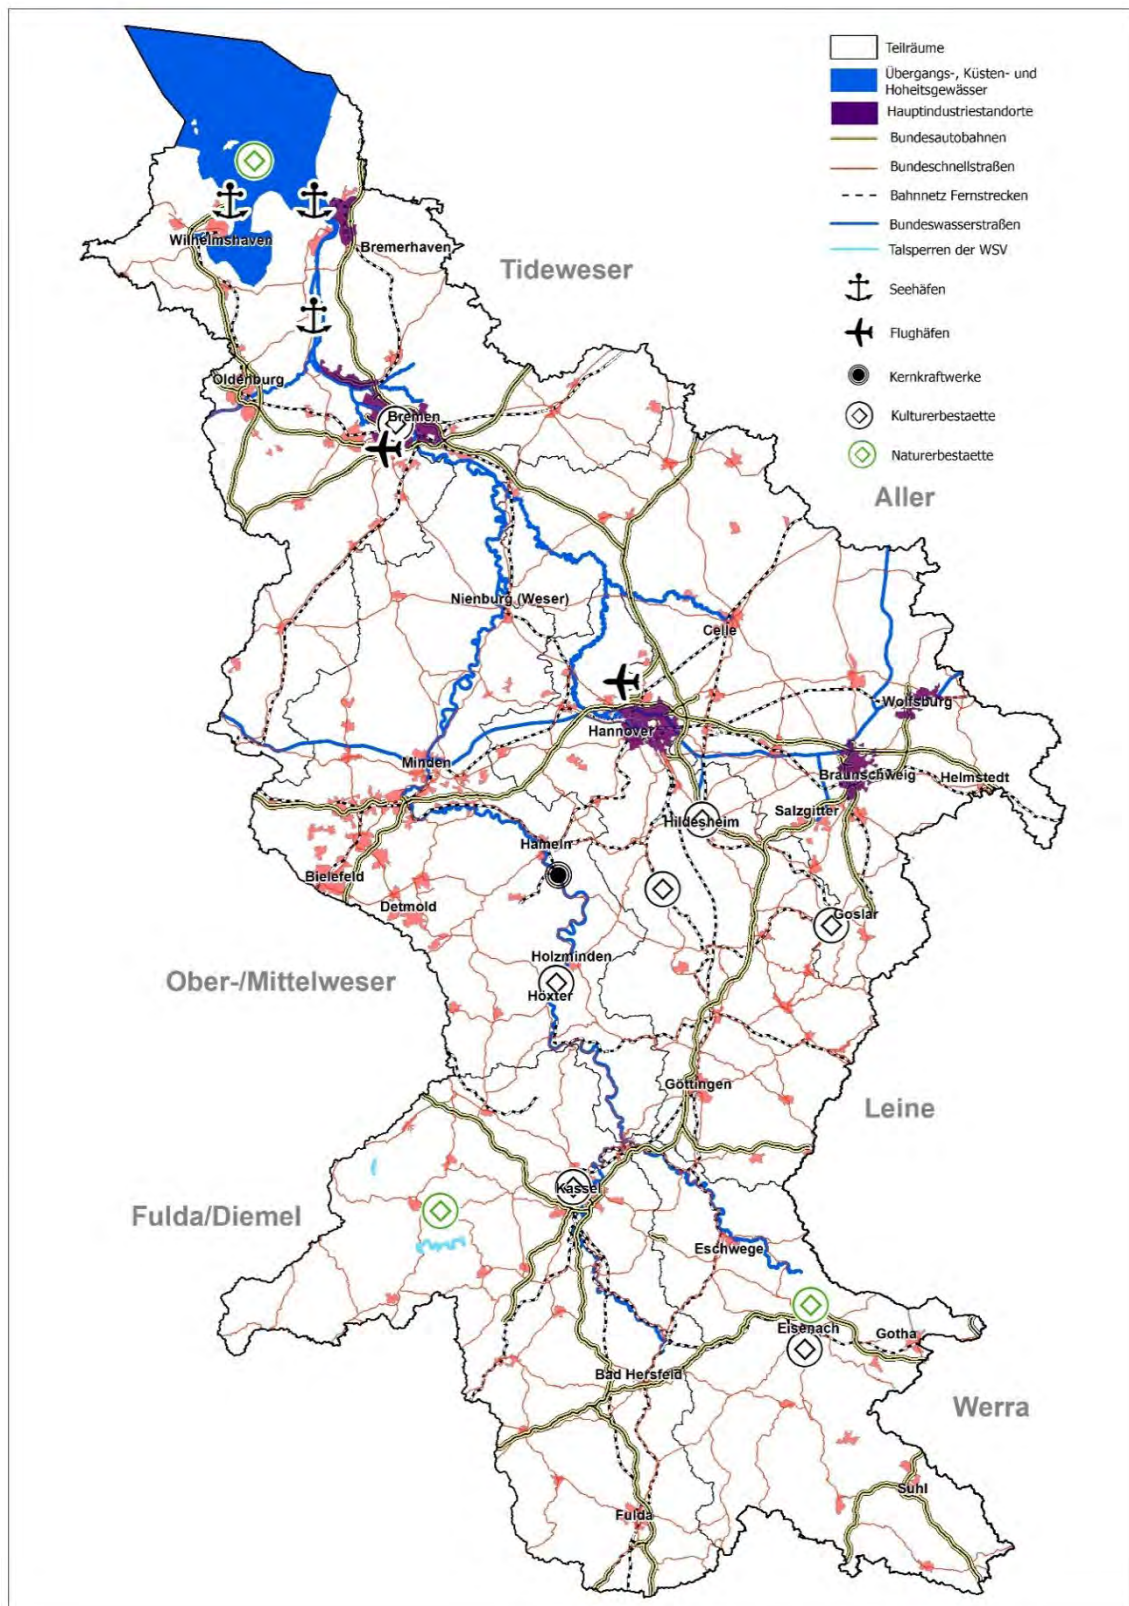 Teilräume
Übergangs-, Küsten- und
Hoheitsgewässer
Hauptindustriestandorte
Bundesautobahnen
Bundeschnellstraßen
Bahnnetz Fernstrecken
Bundeswasserstraßen
Talsperren der WSV
Seehäfen
Flughäfen
Kernkraftwerke
Kulturerbestaette
Naturerbestaette
Wilhelmshaven
Bremerhaven
Tideweser
Oldenburg
Bremen
Aller
Nienburg (Weser)
Celle
Wolfsburg
Hannover
Minden
Braunschweig
Helmstedt
Salzgitter
Hildesheim
Hameln
Bielefeld
Detmold
Goslar
Holzminden
Ober-/Mittelweser
Höxter
Göttingen
Leine
Kassel
Fulda/Diemel
Eschwege
Eisenach
Gotha
Bad Hersfeld
Werra
Suhl
Fulda